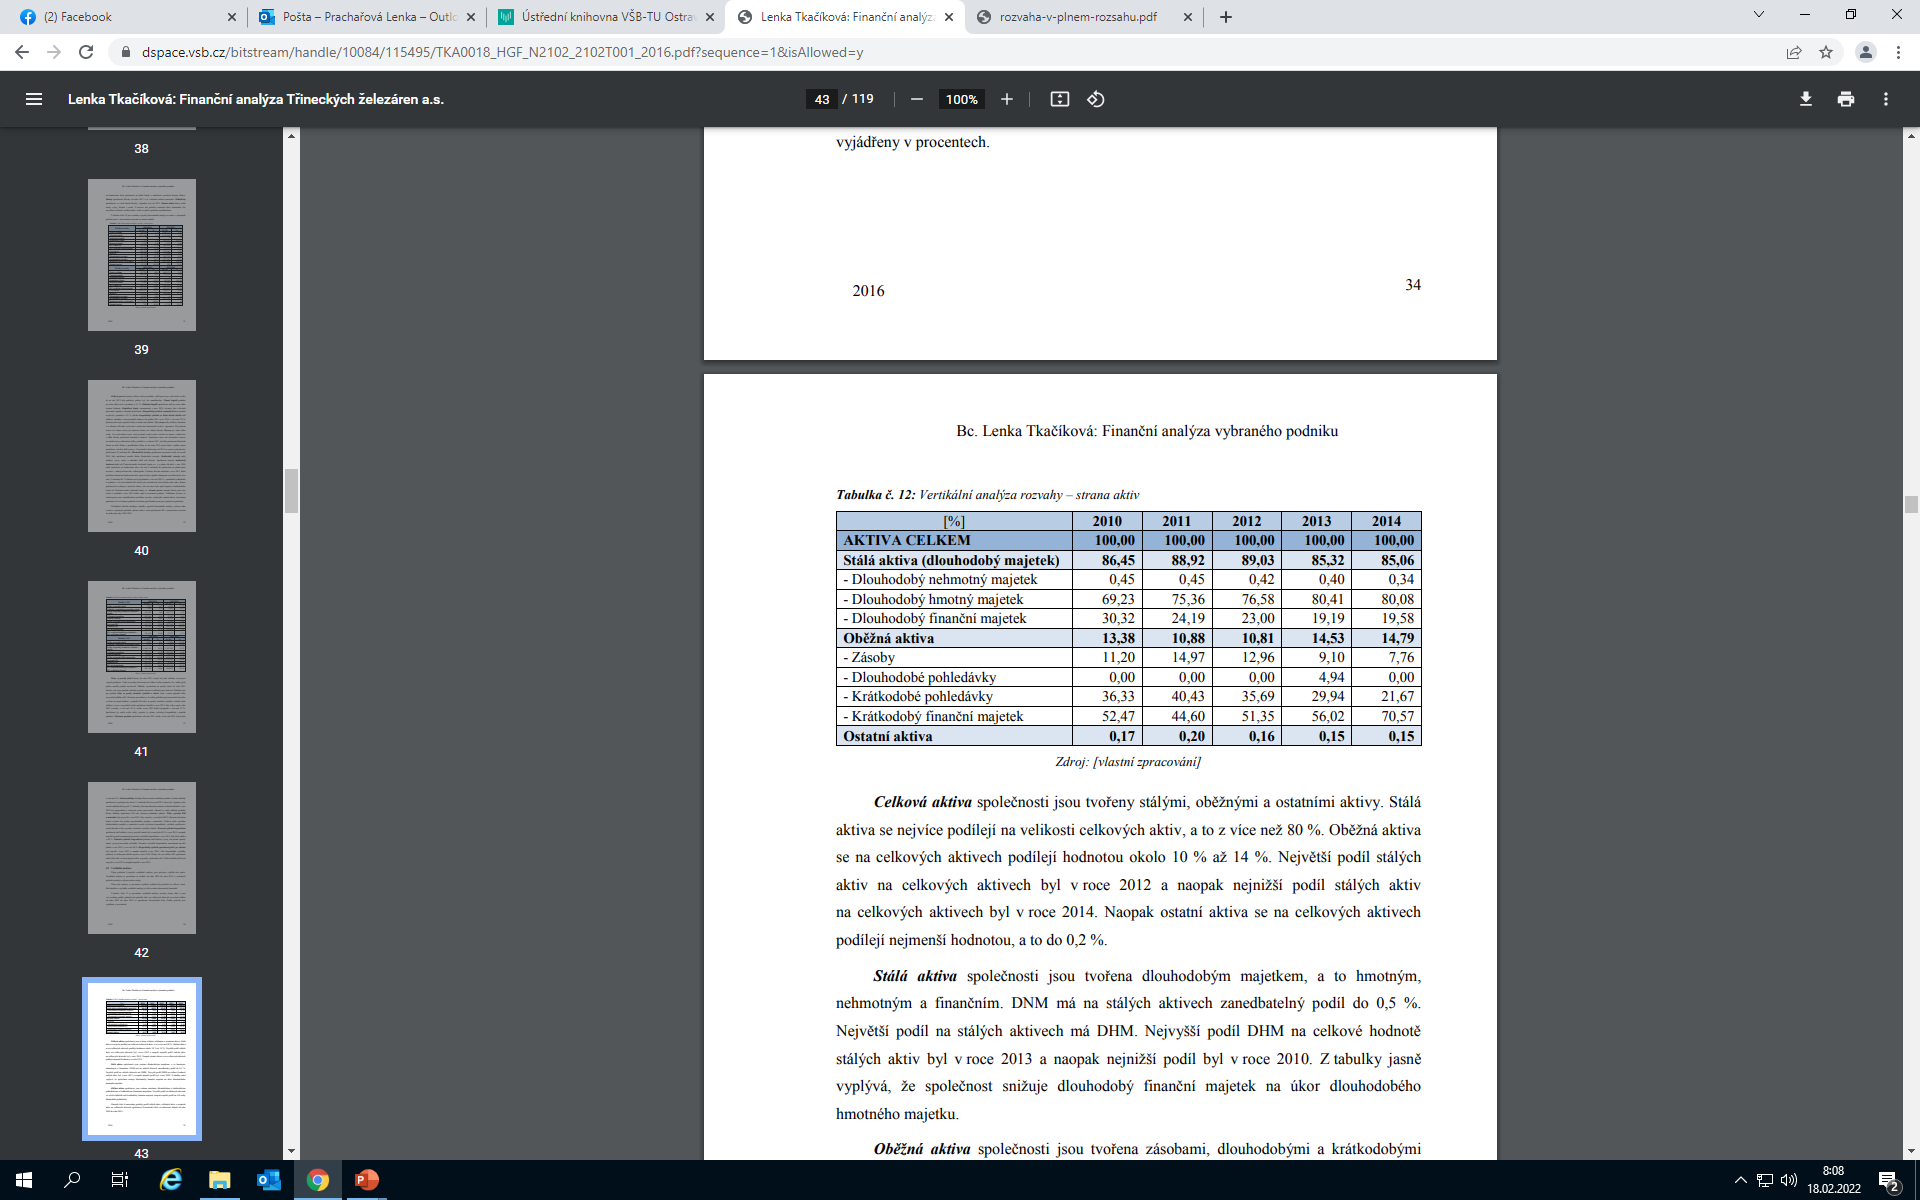 (2) Facebook
Pošta – Prachařová Lenka – Outlo
Ústřední knihovna VŠB-TU Ostrav
Lenka Tkačíková: Finanční analýza
rozvaha-v-plnem-rozsahu.pdf
dspace.vsb.cz/bitstream/handle/10084/115495/TKA0018_HGF_N2102_2102T001_2016.pdf?sequence=1&isAllowed=y
Lenka Tkačíková: Finanční analýza Třineckých železáren a.s.
43 / 119
100%
38
39
40
41
42
43
vyjádřeny v procentech.
2016 34
Bc. Lenka Tkačíková: Finanční analýza vybraného podniku
Tabulka č. 12: Vertikální analýza rozvahy – strana aktiv
[%] 2010 2011 2012 2013 2014
AKTIVA CELKEM 100,00 100,00 100,00 100,00 100,00
Stálá aktiva (dlouhodobý majetek) 86,45 88,92 89,03 85,32 85,06
- Dlouhodobý nehmotný majetek 0,45 0,45 0,42 0,40 0,34
- Dlouhodobý hmotný majetek 69,23 75,36 76,58 80,41 80,08
- Dlouhodobý finanční majetek 30,32 24,19 23,00 19,19 19,58
Oběžná aktiva 13,38 10,88 10,81 14,53 14,79
- Zásoby 11,20 14,97 12,96 9,10 7,76
- Dlouhodobé pohledávky 0,00 0,00 0,00 4,94 0,00
- Krátkodobé pohledávky 36,33 40,43 35,69 29,94 21,67
- Krátkodobý finanční majetek 52,47 44,60 51,35 56,02 70,57
Ostatní aktiva 0,17 0,20 0,16 0,15 0,15
Zdroj: [vlastní zpracování]
Celková aktiva společnosti jsou tvořeny stálými, oběžnými a ostatními aktivy. Stálá
aktiva se nejvíce podílejí na velikosti celkových aktiv, a to z více než 80 %. Oběžná aktiva
se na celkových aktivech podílejí hodnotou okolo 10 % až 14 %. Největší podíl stálých
aktiv na celkových aktivech byl v roce 2012 a naopak nejnižší podíl stálých aktiv
na celkových aktivech byl v roce 2014. Naopak ostatní aktiva se na celkových aktivech
podílejí nejmenší hodnotou, a to do 0,2 %.
Stálá aktiva společnosti jsou tvořena dlouhodobým majetkem, a to hmotným,
nehmotným a finančním. DNM má na stálých aktivech zanedbatelný podíl do 0,5 %.
Největší podíl na stálých aktivech má DHM. Nejvyšší podíl DHM na celkové hodnotě
stálých aktiv byl v roce 2013 a naopak nejnižší podíl byl v roce 2010. Z tabulky jasně
vyplývá, že společnost snižuje dlouhodobý finanční majetek na úkor dlouhodobého
hmotného majetku.
Oběžná aktiva společnosti jsou tvořena zásobami, dlouhodobými a krátkodobými
8:08
18.02.2022
2